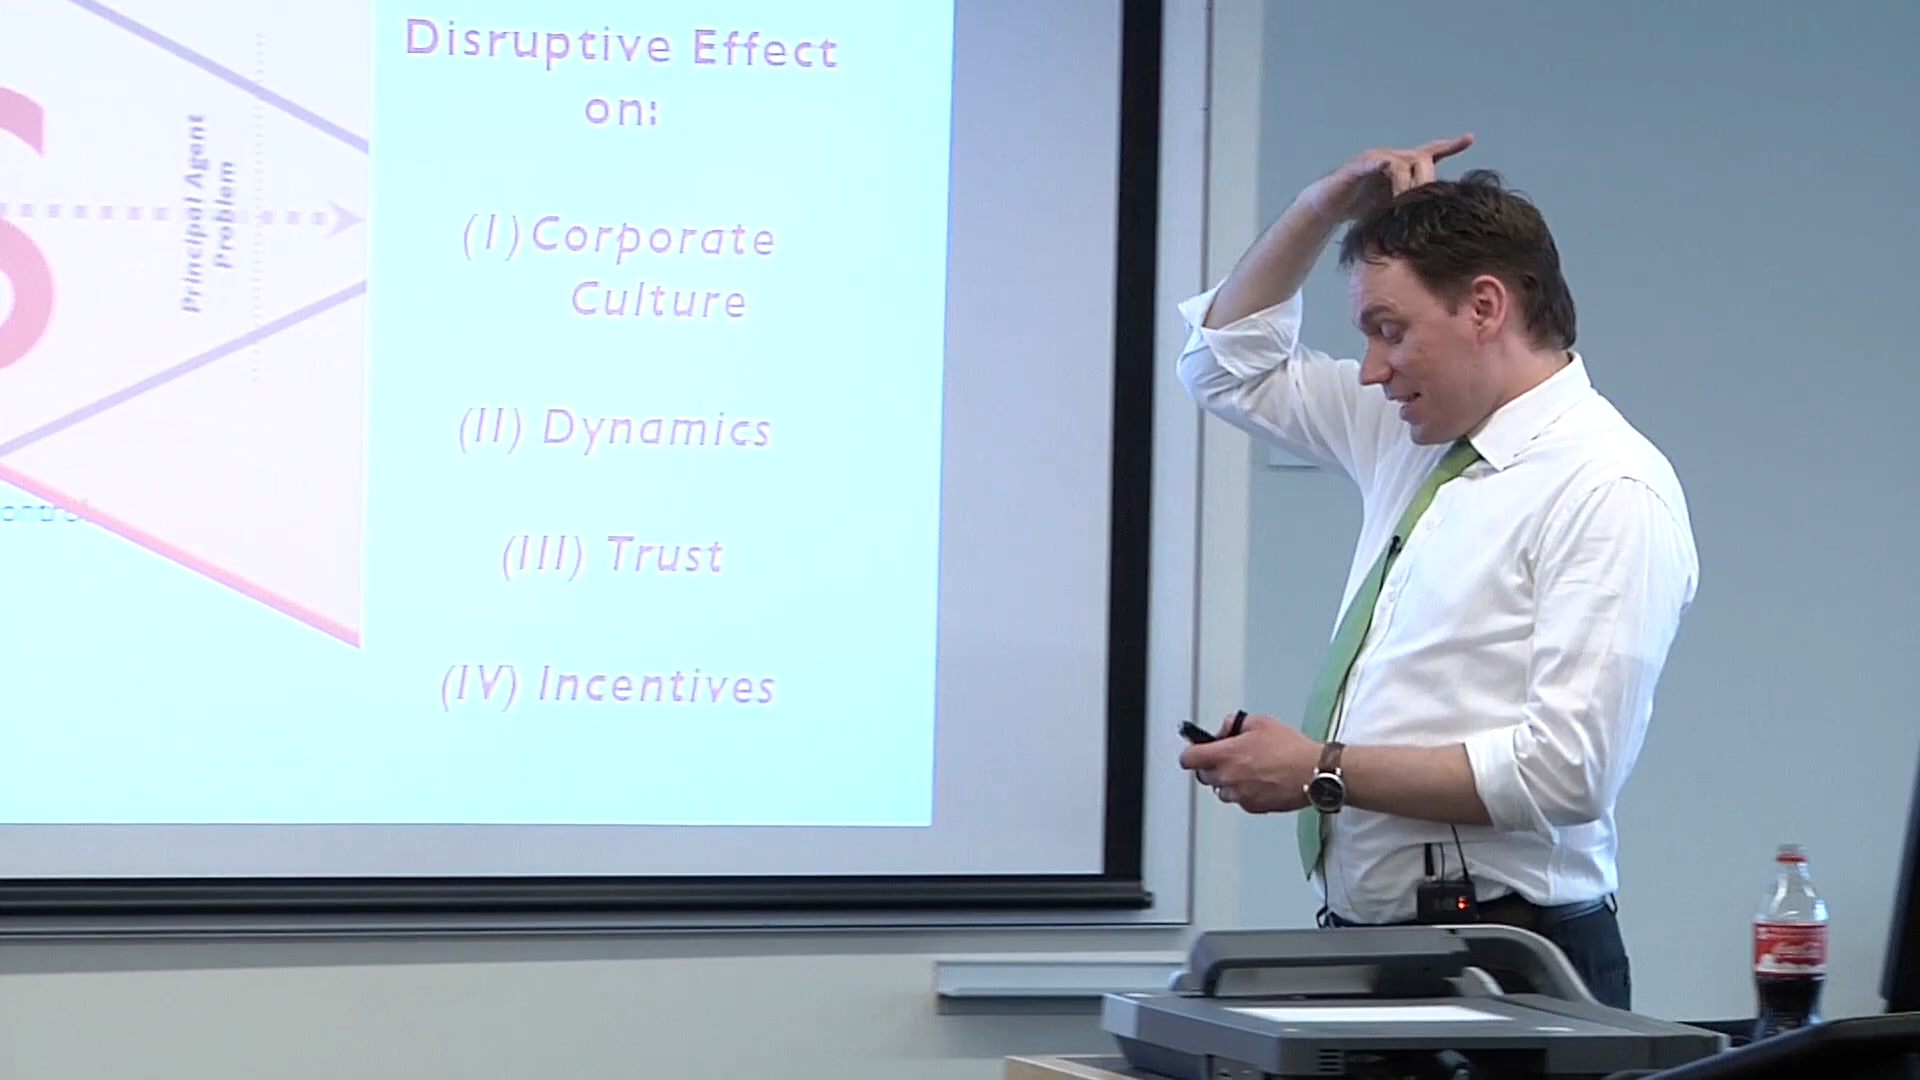 Disruptive Effect
on:
(I) Corporate
Culture
(II) Dynamics
(III) Trust
(IV) Incentives
Principal Agent
Problem